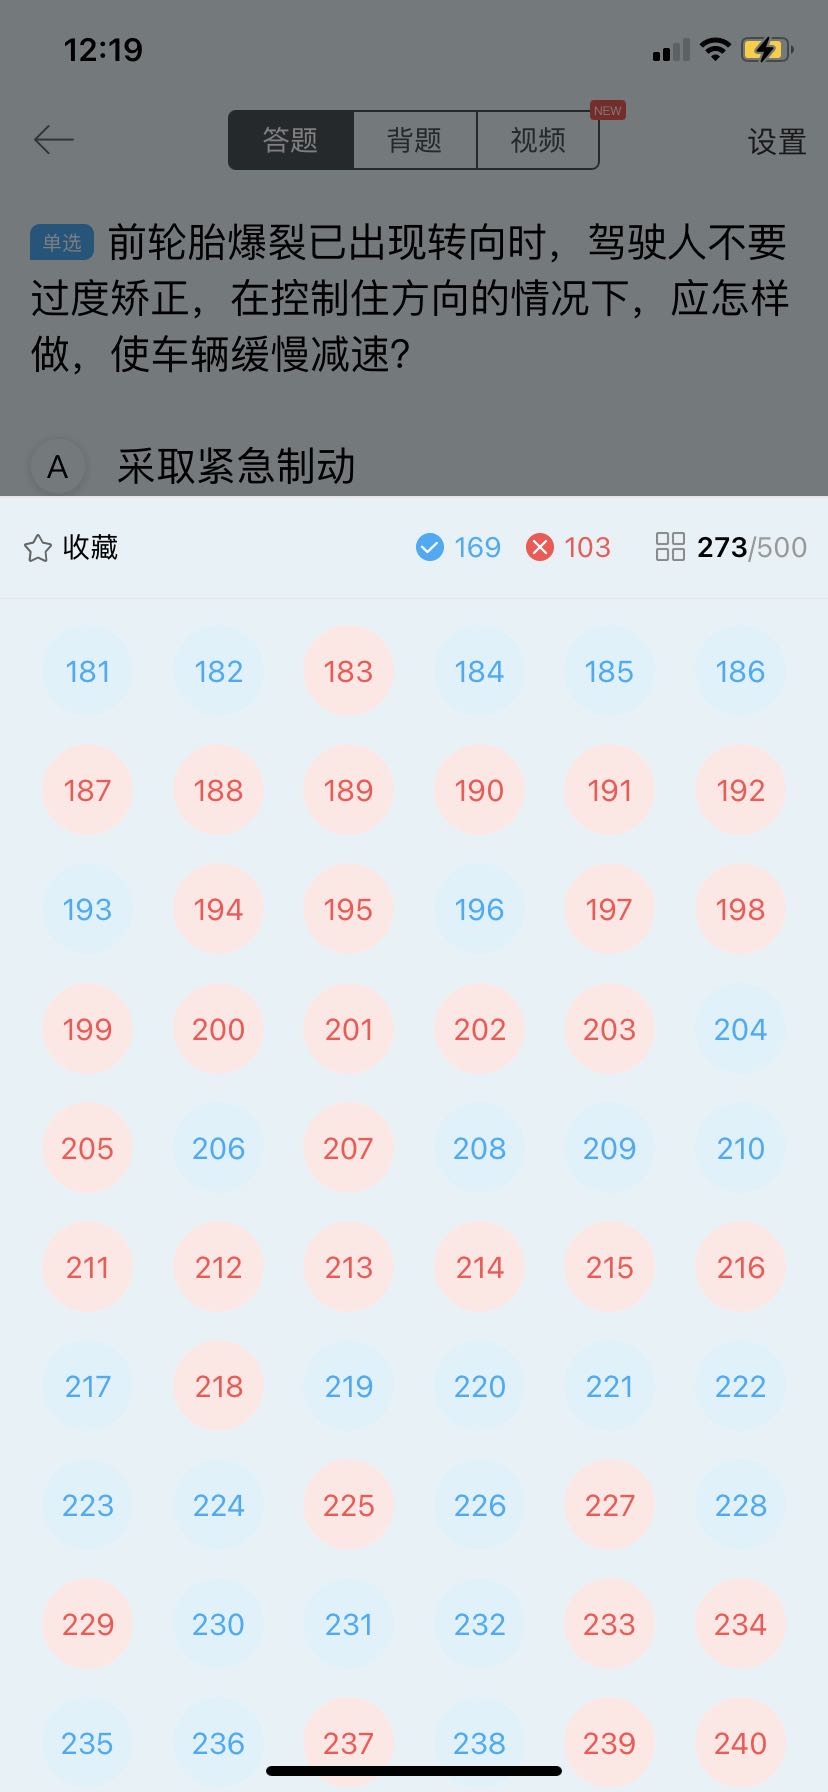 12:19
答题 背题 视频 NEW 设置
单选 前轮胎爆裂已出现转向时，驾驶人不要
过度矫正，在控制住方向的情况下，应怎样
做，使车辆缓慢减速?
A 采取紧急制动
收藏 169 103 273/500
181 182 183 184 185 186
187 188 189 190 191 192
193 194 195 196 197 198
199 200 201 202 203 204
205 206 207 208 209 210
211 212 213 214 215 216
217 218 219 220 221 222
223 224 225 226 227 228
229 230 231 232 233 234
235 236 237 238 239 240